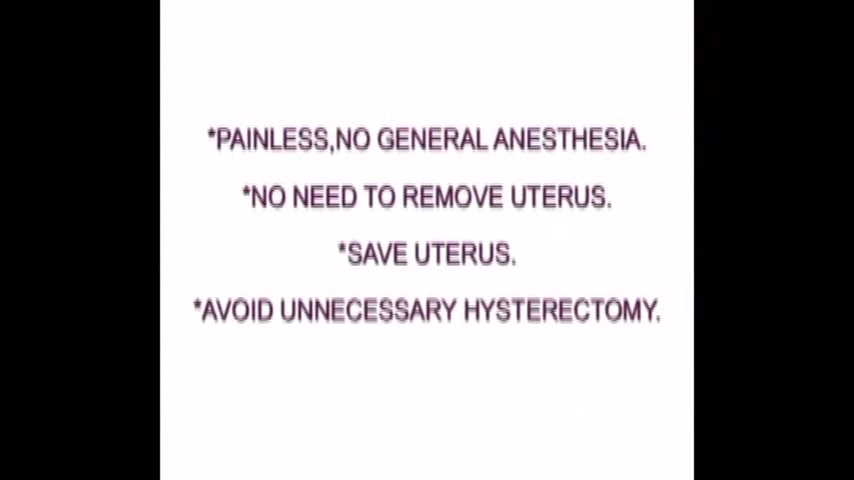 *PAINLESS,NO GENERAL ANESTHESIA.
*NO NEED TO REMOVE UTERUS.
*SAVE UTERUS.
*AVOID UNNECESSARY HYSTERECTOMY.